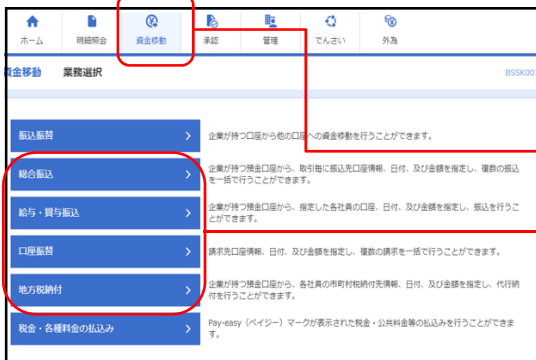 ホーム
明細照会
資金移動
承認
管理
でんさい
外為
資金移動 業務選択
BSSK001
振込振替
企業が持つ口座から他の口座への資金移動を行うことができます。
総合振込
企業が持つ預金口座から、取引毎に振込先口座情報、日付、及び金額を指定し、複数の振込
を一括で行うことができます。
給与・賞与振込
企業が持つ預金口座から、指定した各社員の口座、日付、及び金額を指定し、振込を行うこ
とができます。
口座振替
請求先口座情報、日付、及び金額を指定し、複数の請求を一括で行うことができます。
地方税納付
企業が持つ預金口座から、各社員の市町村税納付先情報、日付、及び金額を指定し、代行納
付を行うことができます。
税金・各種料金の払込み
Pay-easy（ペイジー）マークが表示された税金・公共料金等の払込みを行うことができま
す。